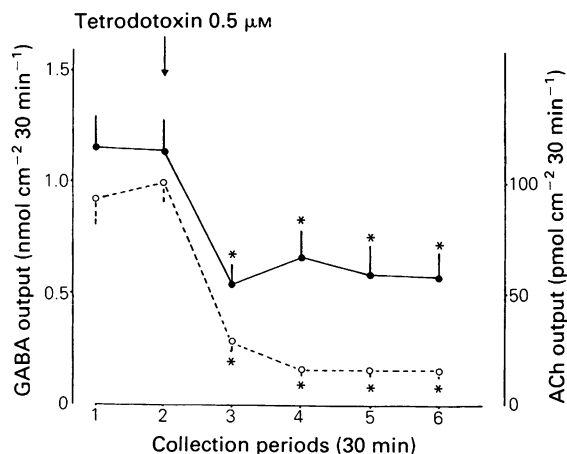 Tetrodotoxin 0.5 μM
GABA output (nmol cm⁻² 30 min⁻¹)
1.5
1.0
0.5
0
ACh output (pmol cm⁻² 30 min⁻¹)
100
50
0
* * * *
* * * *
1 2 3 4 5 6
Collection periods (30 min)